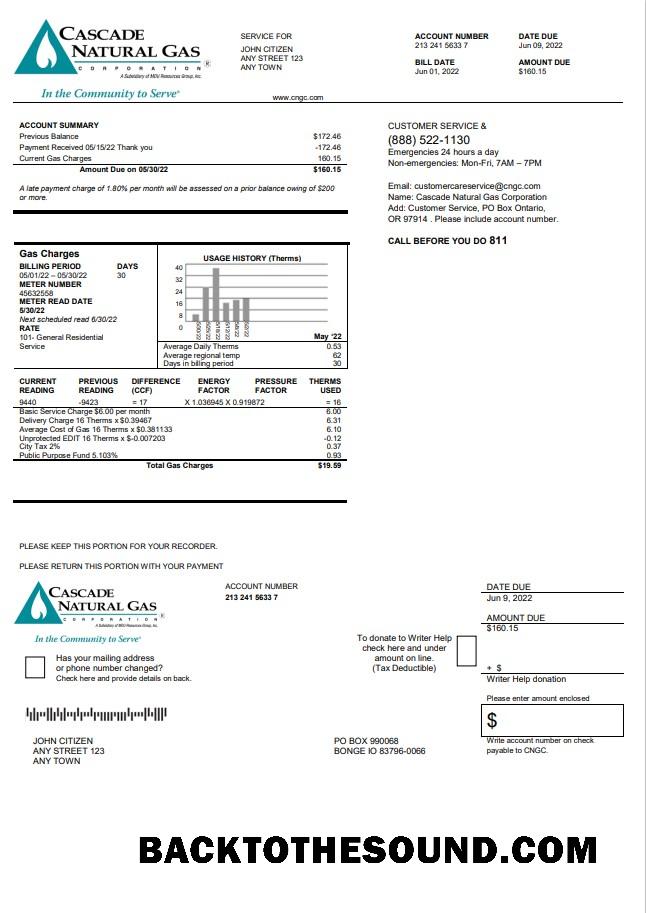 CASCADE
NATURAL GAS
CORPORATION ®
A Subsidiary of MDU Resources Group, Inc.
In the Community to Serve®
SERVICE FOR
JOHN CITIZEN
ANY STREET 123
ANY TOWN
www.cngc.com
ACCOUNT NUMBER
213 241 5633 7
BILL DATE
Jun 01, 2022
DATE DUE
Jun 09, 2022
AMOUNT DUE
$160.15
ACCOUNT SUMMARY
Previous Balance $172.46
Payment Received 05/15/22 Thank you -172.46
Current Gas Charges 160.15
Amount Due on 05/30/22 $160.15
A late payment charge of 1.80% per month will be assessed on a prior balance owing of $200
or more.
CUSTOMER SERVICE &
(888) 522-1130
Emergencies 24 hours a day
Non-emergencies: Mon-Fri, 7AM – 7PM
Email: customercareservice@cngc.com
Name: Cascade Natural Gas Corporation
Add: Customer Service, PO Box Ontario,
OR 97914 . Please include account number.
CALL BEFORE YOU DO 811
Gas Charges
BILLING PERIOD DAYS
05/01/22 – 05/30/22 30
METER NUMBER
45632558
METER READ DATE
5/30/22
Next scheduled read 6/30/22
RATE
101- General Residential
Service
USAGE HISTORY (Therms)
40
32
24
16
8
0
May '22
Average Daily Therms 0.53
Average regional temp 62
Days in billing period 30
CURRENT PREVIOUS DIFFERENCE ENERGY PRESSURE THERMS
READING READING (CCF) FACTOR FACTOR USED
9440 -9423 = 17 X 1.036945 X 0.919872 = 16
Basic Service Charge $6.00 per month 6.00
Delivery Charge 16 Therms x $0.39467 6.31
Average Cost of Gas 16 Therms x $0.381133 6.10
Unprotected EDIT 16 Therms x $-0.007203 -0.12
City Tax 2% 0.37
Public Purpose Fund 5.103% 0.93
Total Gas Charges $19.59
PLEASE KEEP THIS PORTION FOR YOUR RECORDER.
PLEASE RETURN THIS PORTION WITH YOUR PAYMENT
CASCADE
NATURAL GAS
CORPORATION ®
A Subsidiary of MDU Resources Group, Inc.
In the Community to Serve®
ACCOUNT NUMBER
213 241 5633 7
DATE DUE
Jun 9, 2022
AMOUNT DUE
$160.15
+ $
Writer Help donation
To donate to Writer Help
check here and under
amount on line.
(Tax Deductible)
Has your mailing address
or phone number changed?
Check here and provide details on back.
Please enter amount enclosed
$
Write account number on check
payable to CNGC.
JOHN CITIZEN
ANY STREET 123
ANY TOWN
PO BOX 990068
BONGE IO 83796-0066
BACKTOTHESOUND.COM